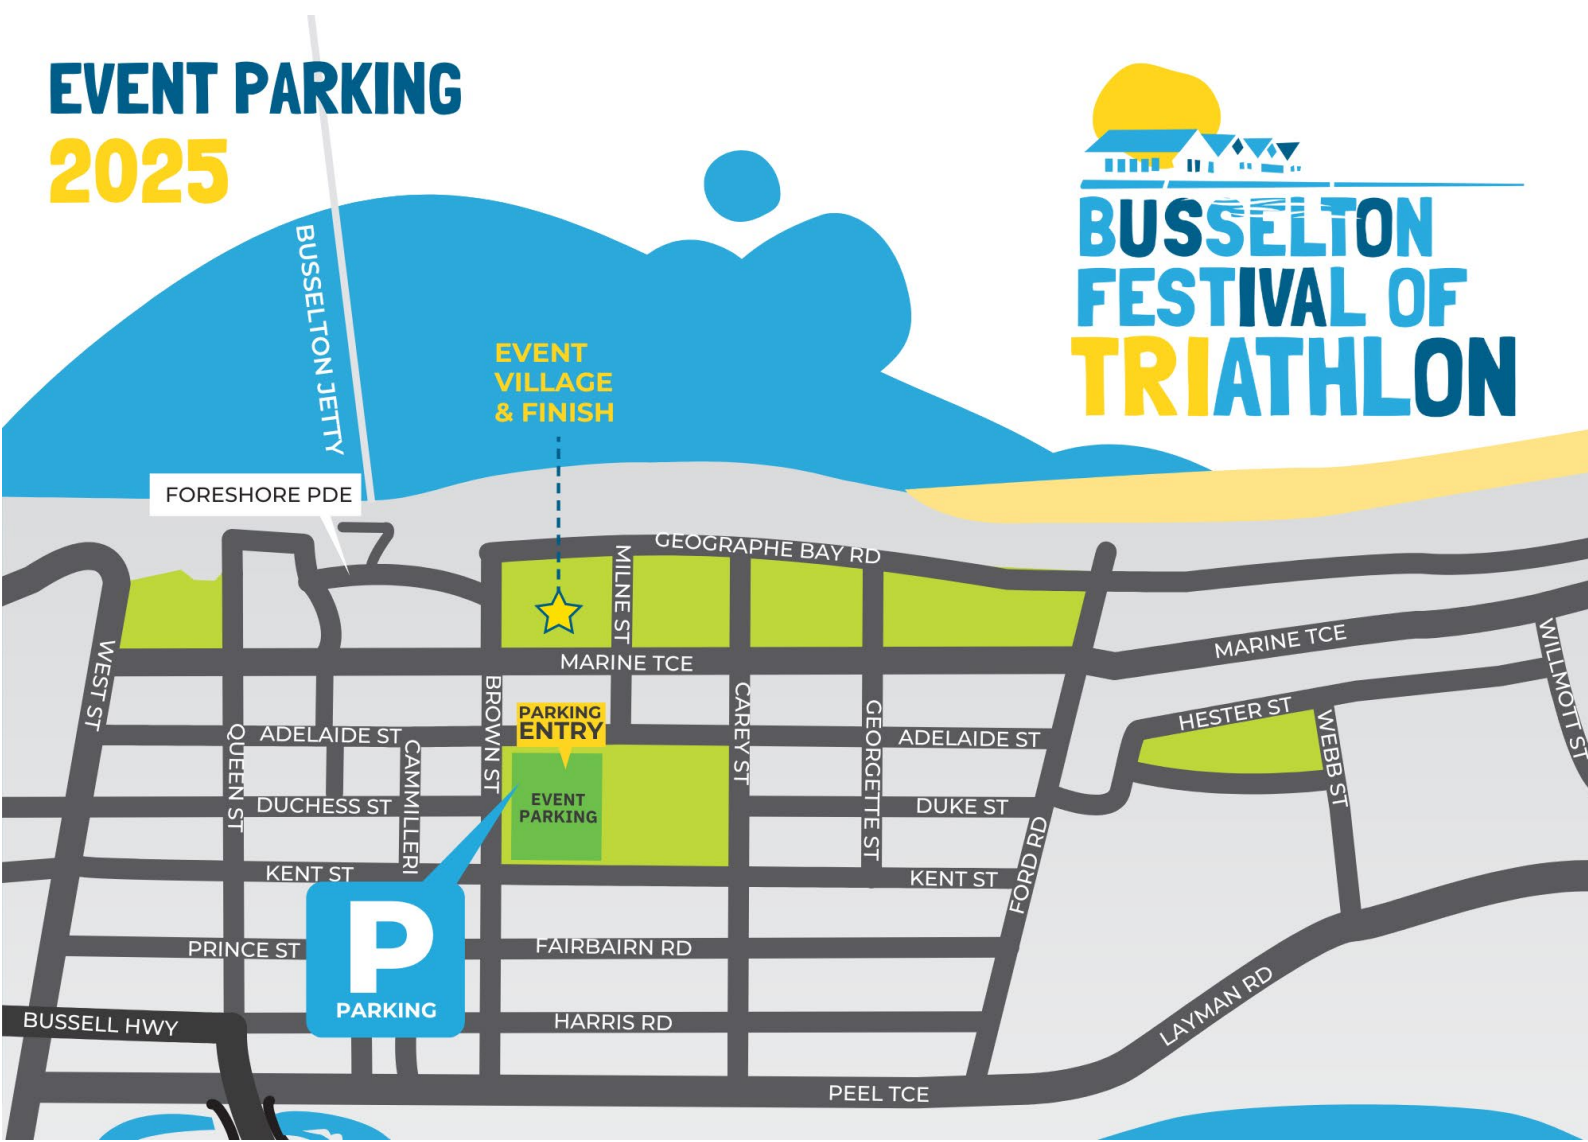 EVENT PARKING
2025
BUSSELTON
FESTIVAL OF
TRIATHLON
BUSSELTON JETTY
EVENT
VILLAGE
& FINISH
FORESHORE PDE
GEOGRAPHE BAY RD
MILNE ST
MARINE TCE
MARINE TCE
WILLMOTT ST
WEST ST
BROWN ST
CAREY ST
GEORGETTE ST
PARKING
ENTRY
HESTER ST
WEBB ST
QUEEN ST
ADELAIDE ST
CAMMILLERI
ADELAIDE ST
EVENT
PARKING
DUCHESS ST
DUKE ST
FORD RD
KENT ST
KENT ST
P
PARKING
PRINCE ST
FAIRBAIRN RD
LAYMAN RD
BUSSELL HWY
HARRIS RD
PEEL TCE